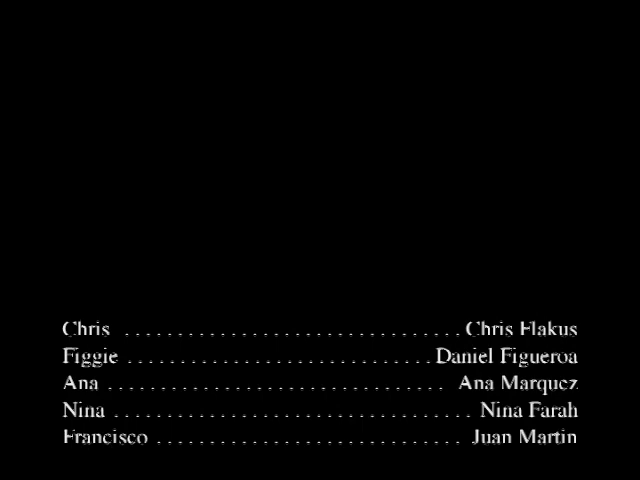 Chris ................................ Chris Flakus
Figgie ............................. Daniel Figueroa
Ana ................................ Ana Marquez
Nina .................................. Nina Farah
Francisco ............................. Juan Martin